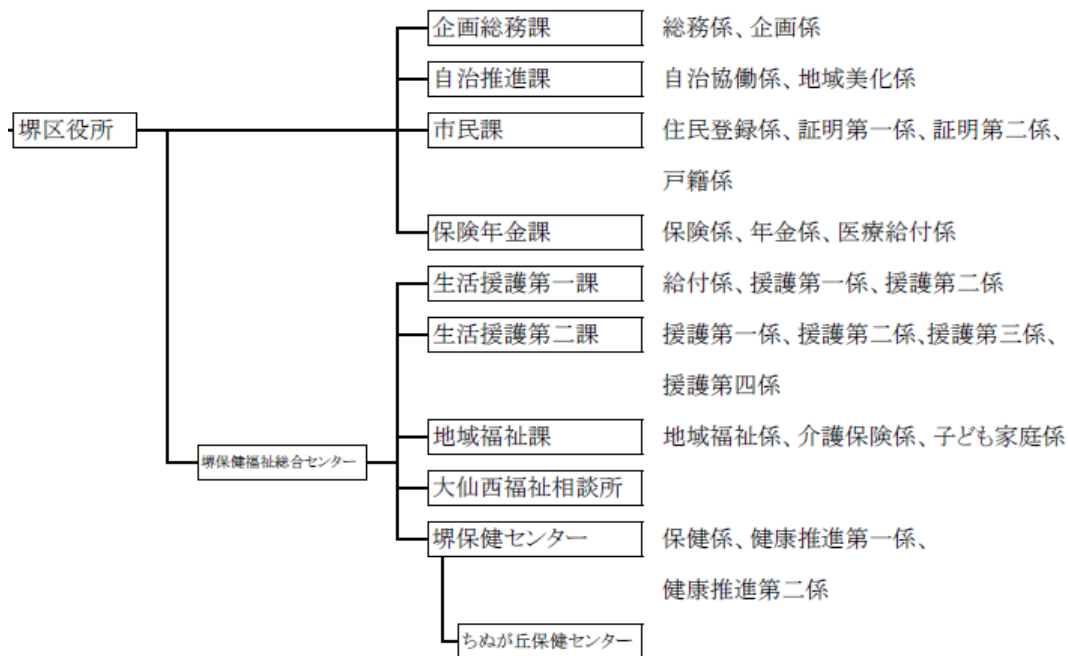 企画総務課 総務係、企画係
自治推進課 自治協働係、地域美化係
堺区役所 市民課 住民登録係、証明第一係、証明第二係、
戸籍係
保険年金課 保険係、年金係、医療給付係
生活援護第一課 給付係、援護第一係、援護第二係
生活援護第二課 援護第一係、援護第二係、援護第三係、
援護第四係
地域福祉課 地域福祉係、介護保険係、子ども家庭係
堺保健福祉総合センター
大仙西福祉相談所
堺保健センター 保健係、健康推進第一係、
健康推進第二係
ちぬが丘保健センター